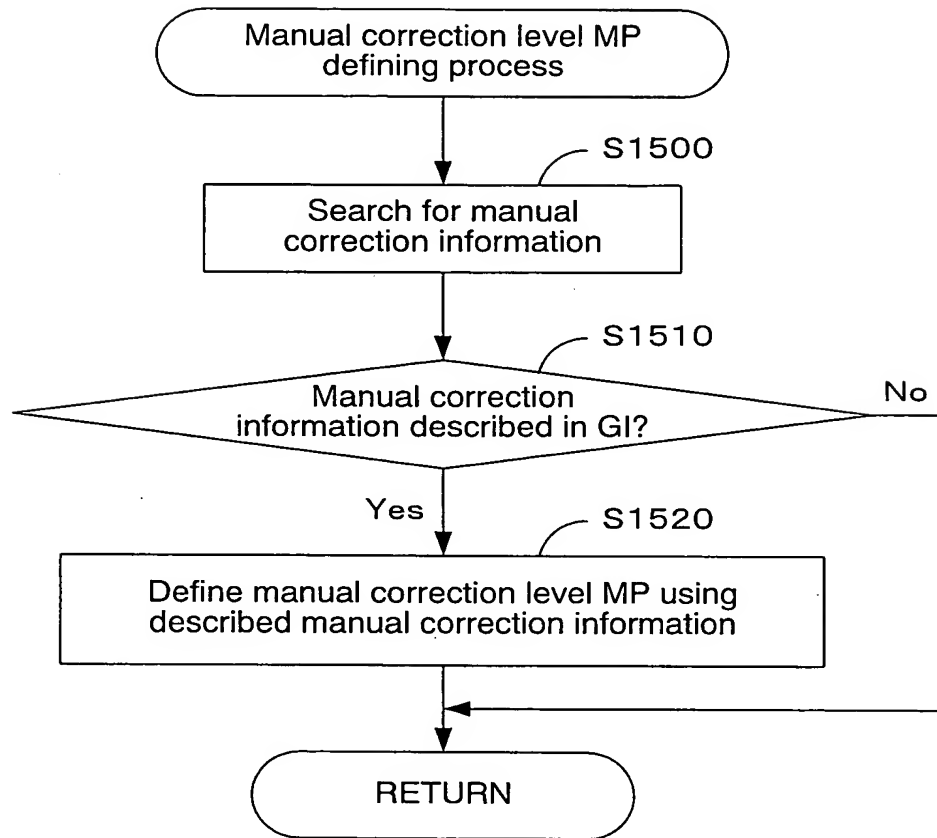 Manual correction level MP
defining process
S1500
Search for manual
correction information
S1510
Manual correction
information described in GI?
No
Yes
S1520
Define manual correction level MP using
described manual correction information
RETURN